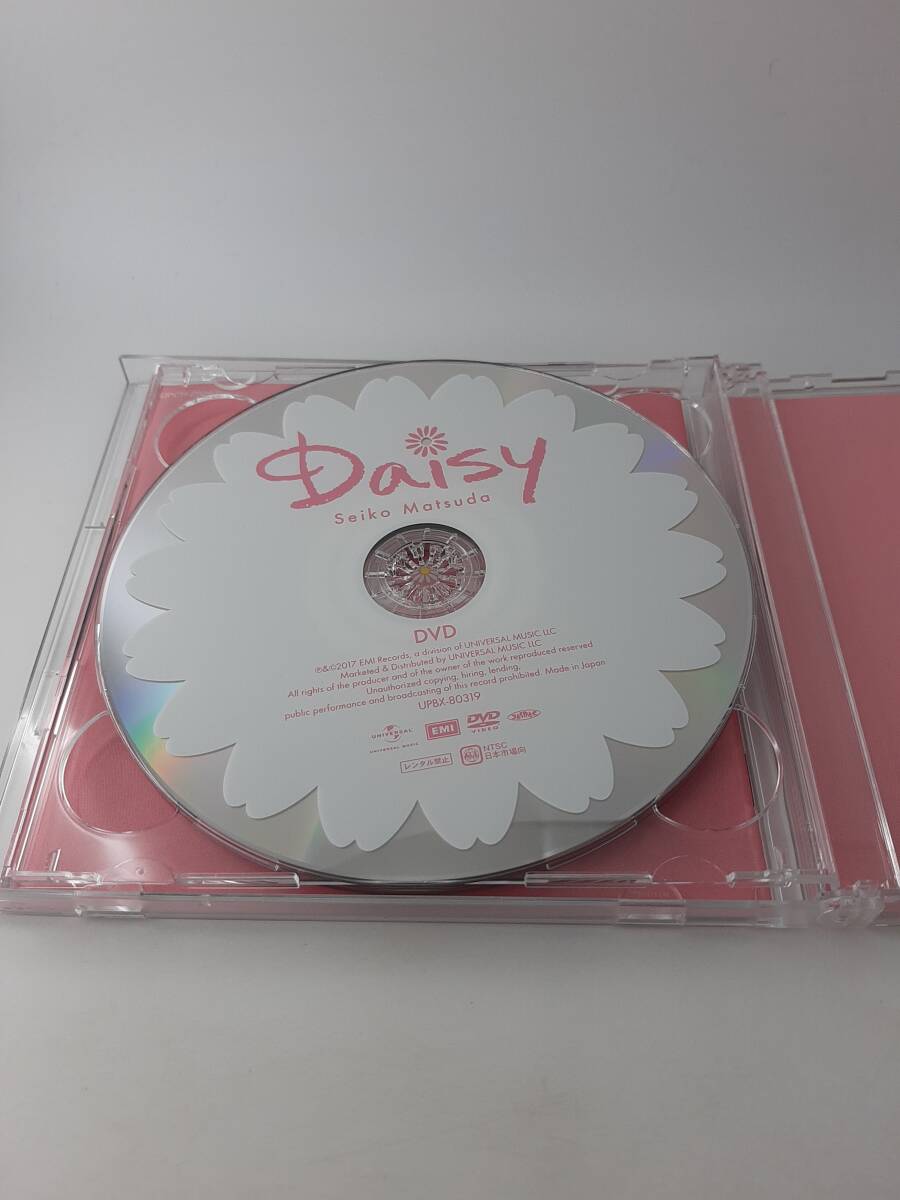 Daisy
Seiko Matsuda
DVD
℗&©2017 EMI Records, a division of UNIVERSAL MUSIC LLC
Marketed & Distributed by UNIVERSAL MUSIC LLC
All rights of the producer and of the owner of the work reproduced reserved
Unauthorized copying, hiring, lending,
public performance and broadcasting of this record prohibited. Made in Japan
UPBX-80319
UNIVERSAL
UNIVERSAL MUSIC
EMI
DVD
VIDEO
レンタル禁止
NTSC
日本市場向